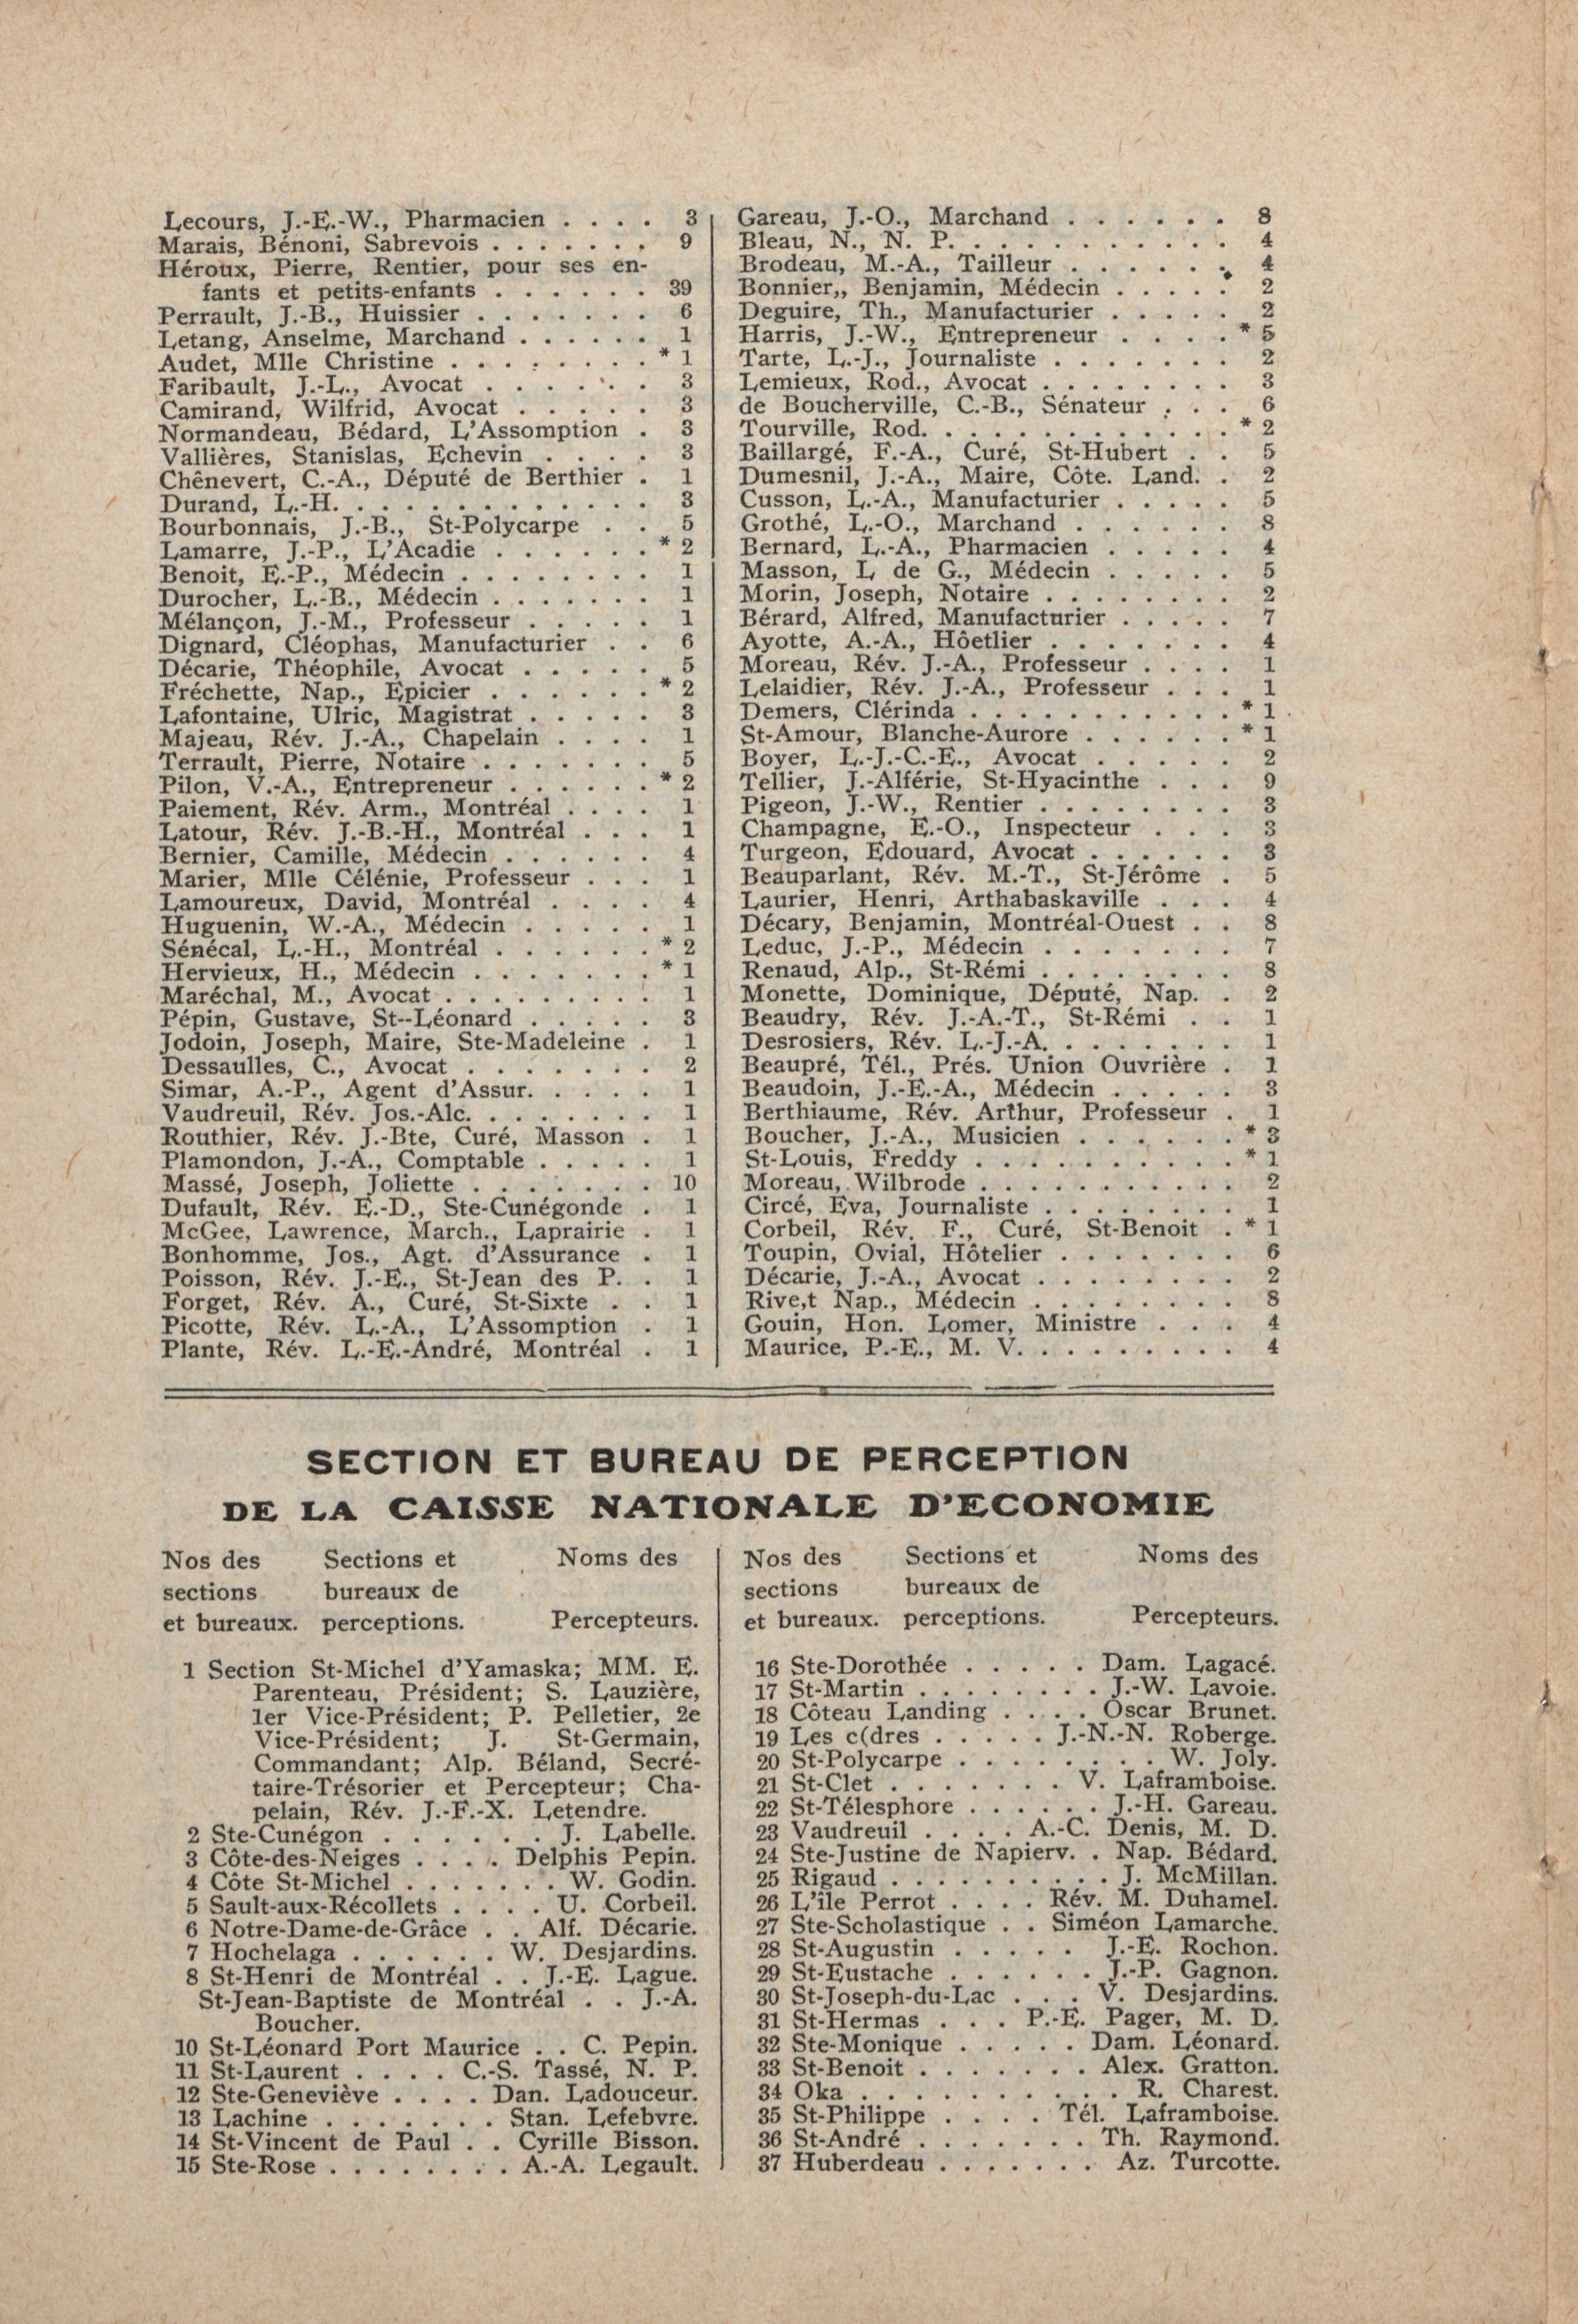 Lecours, J.-E.-W., Pharmacien . . . . 3
Marais, Bénoni, Sabrevois . . . . . . . 9
Héroux, Pierre, Rentier, pour ses en-
fants et petits-enfants . . . . . . 39
Perrault, J.-B., Huissier . . . . . . . 6
Letang, Anselme, Marchand . . . . . . 1
Audet, Mlle Christine . . . . . . . . * 1
Faribault, J.-L., Avocat . . . . . . 3
Camirand, Wilfrid, Avocat . . . . . 3
Normandeau, Bédard, L'Assomption . 3
Vallières, Stanislas, Echevin . . . . 3
Chênevert, C.-A., Député de Berthier . 1
Durand, L.-H. . . . . . . . . . . . . 3
Bourbonnais, J.-B., St-Polycarpe . . 5
Lamarre, J.-P., L'Acadie . . . . . . * 2
Benoit, E.-P., Médecin . . . . . . . . 1
Durocher, L.-B., Médecin . . . . . . . 1
Mélançon, J.-M., Professeur . . . . . 1
Dignard, Cléophas, Manufacturier . . 6
Décarie, Théophile, Avocat . . . . . 5
Fréchette, Nap., Epicier . . . . . . * 2
Lafontaine, Ulric, Magistrat . . . . . 3
Majeau, Rév. J.-A., Chapelain . . . . 1
Terrault, Pierre, Notaire . . . . . . . 5
Pilon, V.-A., Entrepreneur . . . . . . * 2
Paiement, Rév. Arm., Montréal . . . . 1
Latour, Rév. J.-B.-H., Montréal . . . 1
Bernier, Camille, Médecin . . . . . . 4
Marier, Mlle Célénie, Professeur . . . 1
Lamoureux, David, Montréal . . . . 4
Huguenin, W.-A., Médecin . . . . . 1
Sénécal, L.-H., Montréal . . . . . . * 2
Hervieux, H., Médecin . . . . . . . * 1
Maréchal, M., Avocat . . . . . . . . . 1
Pépin, Gustave, St--Léonard . . . . . 3
Jodoin, Joseph, Maire, Ste-Madeleine . 1
Dessaulles, C., Avocat . . . . . . . 2
Simar, A.-P., Agent d'Assur. . . . . . 1
Vaudreuil, Rév. Jos.-Alc. . . . . . . . 1
Routhier, Rév. J.-Bte, Curé, Masson . 1
Plamondon, J.-A., Comptable . . . . . 1
Massé, Joseph, Joliette . . . . . . . 10
Dufault, Rév. E.-D., Ste-Cunégonde . 1
McGee, Lawrence, March., Laprairie . 1
Bonhomme, Jos., Agt. d'Assurance . 1
Poisson, Rév. J.-E., St-Jean des P. . 1
Forget, Rév. A., Curé, St-Sixte . . 1
Picotte, Rév. L.-A., L'Assomption . 1
Plante, Rév. L.-E.-André, Montréal . 1
Gareau, J.-O., Marchand . . . . . . 8
Bleau, N., N. P. . . . . . . . . . . . 4
Brodeau, M.-A., Tailleur . . . . . . . 4
Bonnier,, Benjamin, Médecin . . . . . 2
Deguire, Th., Manufacturier . . . . . 2
Harris, J.-W., Entrepreneur . . . . * 5
Tarte, L.-J., Journaliste . . . . . . . 2
Lemieux, Rod., Avocat . . . . . . . . 3
de Boucherville, C.-B., Sénateur . . . 6
Tourville, Rod. . . . . . . . . . . . . * 2
Baillargé, F.-A., Curé, St-Hubert . . 5
Dumesnil, J.-A., Maire, Côte. Land. . 2
Cusson, L.-A., Manufacturier . . . . . 5
Grothé, L.-O., Marchand . . . . . . 8
Bernard, L.-A., Pharmacien . . . . . 4
Masson, L de G., Médecin . . . . . 5
Morin, Joseph, Notaire . . . . . . . . 2
Bérard, Alfred, Manufacturier . . . . . 7
Ayotte, A.-A., Hôetlier . . . . . . . 4
Moreau, Rév. J.-A., Professeur . . . . 1
Lelaidier, Rév. J.-A., Professeur . . . 1
Demers, Clérinda . . . . . . . . . . . * 1
St-Amour, Blanche-Aurore . . . . . . * 1
Boyer, L.-J.-C.-E., Avocat . . . . . 2
Tellier, J.-Alférie, St-Hyacinthe . . . 9
Pigeon, J.-W., Rentier . . . . . . . . 3
Champagne, E.-O., Inspecteur . . . 3
Turgeon, Edouard, Avocat . . . . . . 3
Beauparlant, Rév. M.-T., St-Jérôme . 5
Laurier, Henri, Arthabaskaville . . . 4
Décary, Benjamin, Montréal-Ouest . . 8
Leduc, J.-P., Médecin . . . . . . . 7
Renaud, Alp., St-Rémi . . . . . . . . 8
Monette, Dominique, Député, Nap. . 2
Beaudry, Rév. J.-A.-T., St-Rémi . . 1
Desrosiers, Rév. L.-J.-A. . . . . . . . 1
Beaupré, Tél., Prés. Union Ouvrière . 1
Beaudoin, J.-E.-A., Médecin . . . . . 3
Berthiaume, Rév. Arthur, Professeur . 1
Boucher, J.-A., Musicien . . . . . . * 3
St-Louis, Freddy . . . . . . . . . . . * 1
Moreau, Wilbrode . . . . . . . . . . . 2
Circé, Eva, Journaliste . . . . . . . . 1
Corbeil, Rév. F., Curé, St-Benoit . * 1
Toupin, Ovial, Hôtelier . . . . . . . 6
Décarie, J.-A., Avocat . . . . . . . . 2
Rive,t Nap., Médecin . . . . . . . . 8
Gouin, Hon. Lomer, Ministre . . . 4
Maurice, P.-E., M. V. . . . . . . . . . 4
SECTION ET BUREAU DE PERCEPTION
DE LA CAISSE NATIONALE D'ECONOMIE
Nos des Sections et Noms des
sections bureaux de
et bureaux. perceptions. Percepteurs.
1 Section St-Michel d'Yamaska; MM. E.
Parenteau, Président; S. Lauzière,
1er Vice-Président; P. Pelletier, 2e
Vice-Président; J. St-Germain,
Commandant; Alp. Béland, Secré-
taire-Trésorier et Percepteur; Cha-
pelain, Rév. J.-F.-X. Letendre.
2 Ste-Cunégon . . . . . . . J. Labelle.
3 Côte-des-Neiges . . . . Delphis Pepin.
4 Côte St-Michel . . . . . . . W. Godin.
5 Sault-aux-Récollets . . . . U. Corbeil.
6 Notre-Dame-de-Grâce . . Alf. Décarie.
7 Hochelaga . . . . . . W. Desjardins.
8 St-Henri de Montréal . . J.-E. Lague.
St-Jean-Baptiste de Montréal . . J.-A.
Boucher.
10 St-Léonard Port Maurice . . C. Pepin.
11 St-Laurent . . . . C.-S. Tassé, N. P.
12 Ste-Geneviève . . . . Dan. Ladouceur.
13 Lachine . . . . . . . Stan. Lefebvre.
14 St-Vincent de Paul . . Cyrille Bisson.
15 Ste-Rose . . . . . . . . A.-A. Legault.
Nos des Sections et Noms des
sections bureaux de
et bureaux. perceptions. Percepteurs.
16 Ste-Dorothée . . . . . Dam. Lagacé.
17 St-Martin . . . . . . . . J.-W. Lavoie.
18 Côteau Landing . . . . Oscar Brunet.
19 Les c(dres . . . . . J.-N.-N. Roberge.
20 St-Polycarpe . . . . . . . . W. Joly.
21 St-Clet . . . . . . . V. Laframboise.
22 St-Télesphore . . . . . . J.-H. Gareau.
23 Vaudreuil . . . . A.-C. Denis, M. D.
24 Ste-Justine de Napierv. . Nap. Bédard.
25 Rigaud . . . . . . . . . . J. McMillan.
26 L'île Perrot . . . . Rév. M. Duhamel.
27 Ste-Scholastique . . Siméon Lamarche.
28 St-Augustin . . . . . J.-E. Rochon.
29 St-Eustache . . . . . . J.-P. Gagnon.
30 St-Joseph-du-Lac . . . V. Desjardins.
31 St-Hermas . . . P.-E. Pager, M. D.
32 Ste-Monique . . . . . Dam. Léonard.
33 St-Benoit . . . . . . . Alex. Gratton.
34 Oka . . . . . . . . . . . R. Charest.
35 St-Philippe . . . . Tél. Laframboise.
36 St-André . . . . . . . Th. Raymond.
37 Huberdeau . . . . . . . Az. Turcotte.